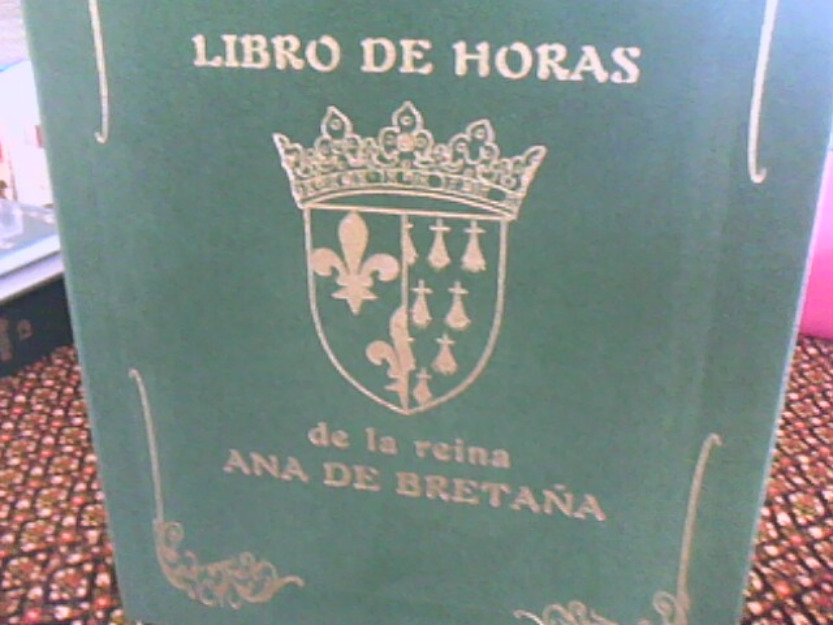 LIBRO DE HORAS
de la reina
ANA DE BRETAÑA